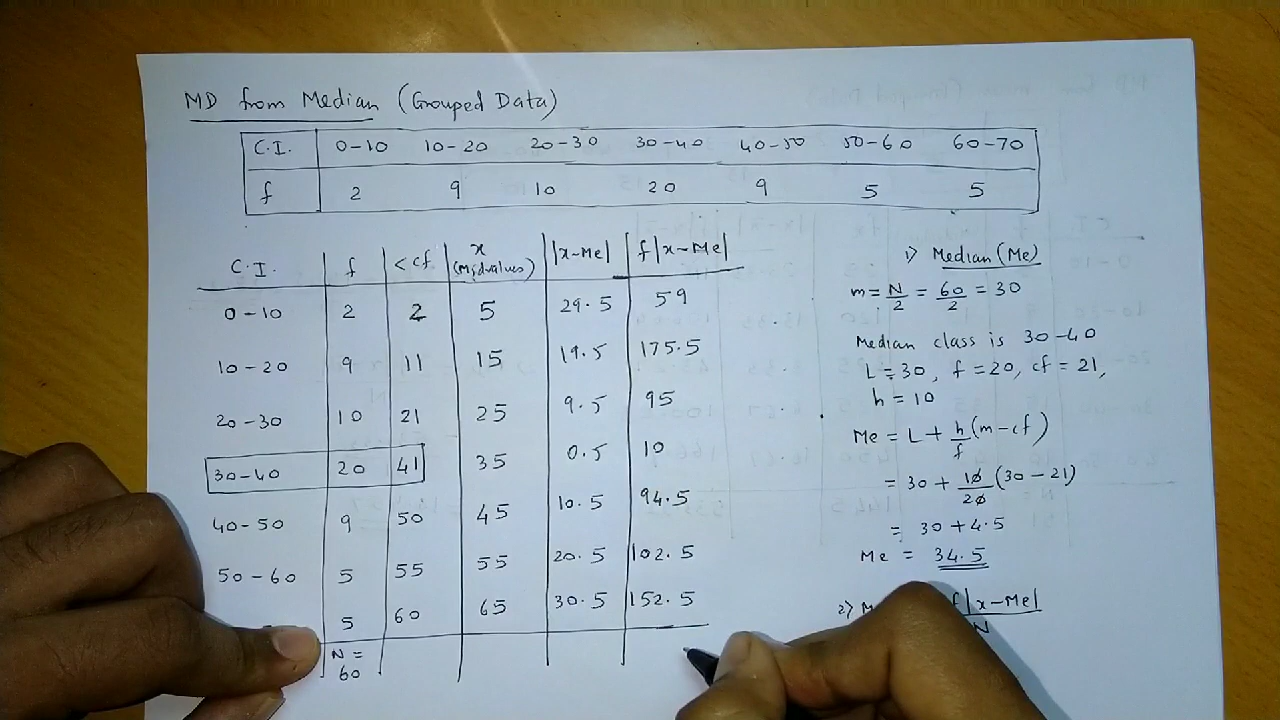 MD from Median (Grouped Data)
C.I. 0-10 10-20 20-30 30-40 40-50 50-60 60-70
f 2 9 10 20 9 5 5
C.I. f <cf x (Midvalues) |x-Me| f|x-Me|
0-10 2 2 5 29.5 59
10-20 9 11 15 19.5 175.5
20-30 10 21 25 9.5 95
30-40 20 41 35 0.5 10
40-50 9 50 45 10.5 94.5
50-60 5 55 55 20.5 102.5
5 60 65 30.5 152.5
N = 60
1) Median (Me)
m = N/2 = 60/2 = 30
Median class is 30-40
L = 30, f = 20, cf = 21,
h = 10
Me = L + h/f (m-cf)
= 30 + 10/20 (30-21)
= 30 + 4.5
Me = 34.5
2) f|x-Me|
N